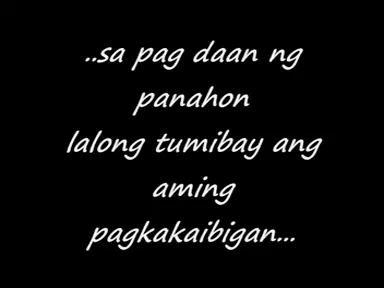 ..sa pag daan ng
panahon
lalong tumibay ang
aming
pagkakaibigan...